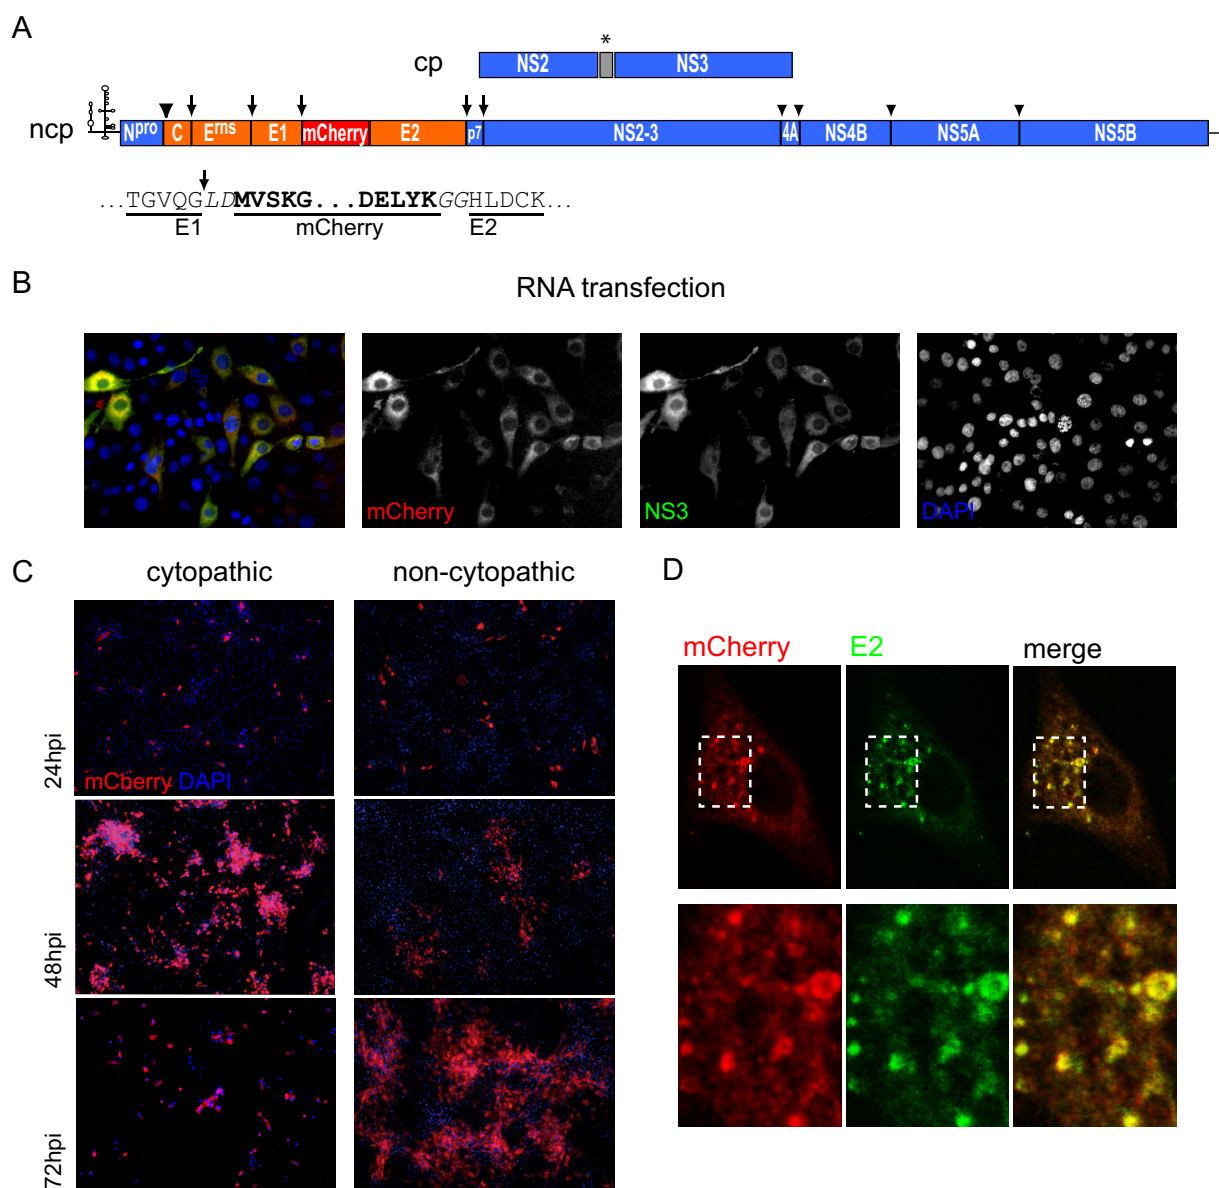 A
*
cp NS2 NS3
ncp Npro C Erns E1 mCherry E2 p7 NS2-3 4A NS4B NS5A NS5B
...TGVQGLDMVSKG...DELYKGGHLDCK...
E1 mCherry E2
B
RNA transfection
mCherry NS3 DAPI
C
cytopathic non-cytopathic
24hpi
mCherry DAPI
48hpi
72hpi
D
mCherry E2 merge